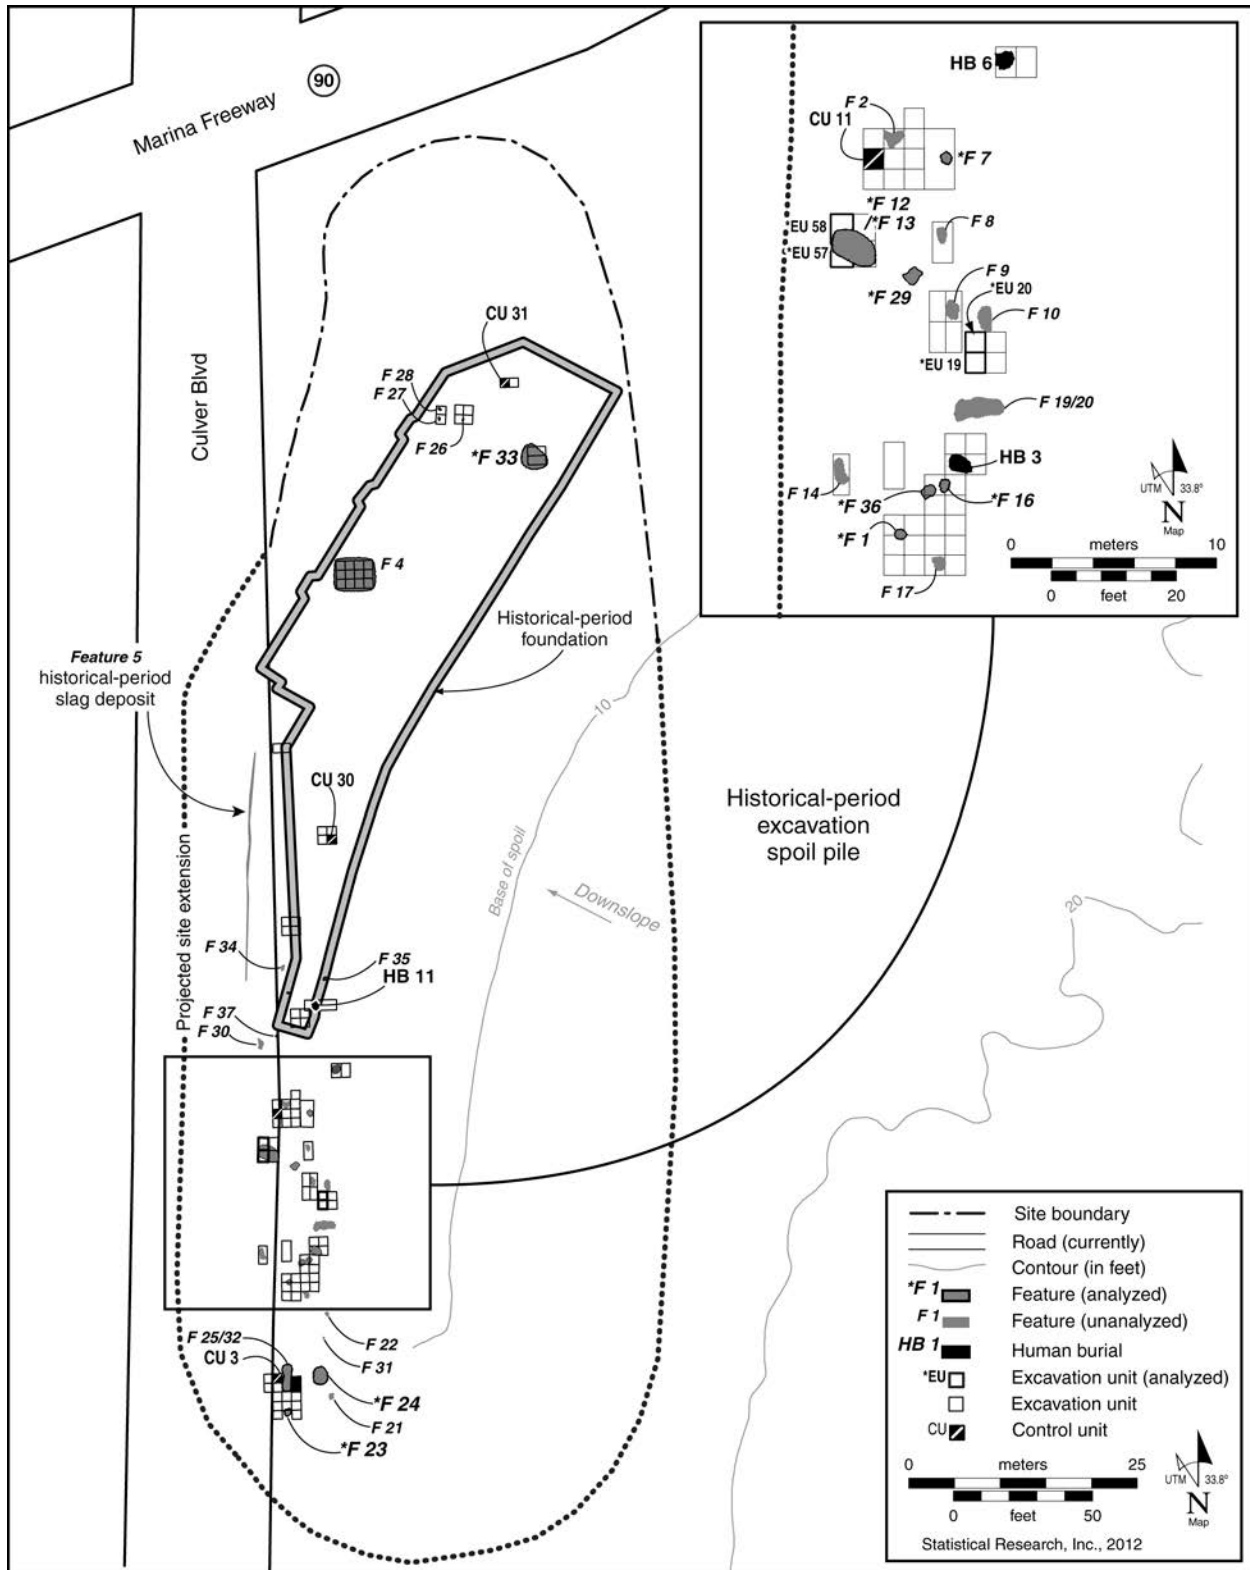 90
Marina Freeway
Culver Blvd
CU 31
F 28
F 27
F 26
*F 33
F 4
Historical-period
foundation
Feature 5
historical-period
slag deposit
10
CU 30
Projected site extension
Base of spoil
Downslope
Historical-period
excavation
spoil pile
20
F 34
F 35
HB 11
F 37
F 30
F 22
F 25/32
CU 3
F 31
*F 24
F 21
*F 23
HB 6
F 2
CU 11
*F 7
*F 12
/*F 13
*EU 58
*EU 57
F 8
*F 29
F 9
*EU 20
F 10
*EU 19
F 19/20
HB 3
F 14
*F 36
*F 16
*F 1
F 17
UTM 33.8°
N
Map
0 meters 10
0 feet 20
Site boundary
Road (currently)
Contour (in feet)
*F 1 Feature (analyzed)
F 1 Feature (unanalyzed)
HB 1 Human burial
*EU Excavation unit (analyzed)
Excavation unit
CU Control unit
0 meters 25
0 feet 50
UTM 33.8°
N
Map
Statistical Research, Inc., 2012